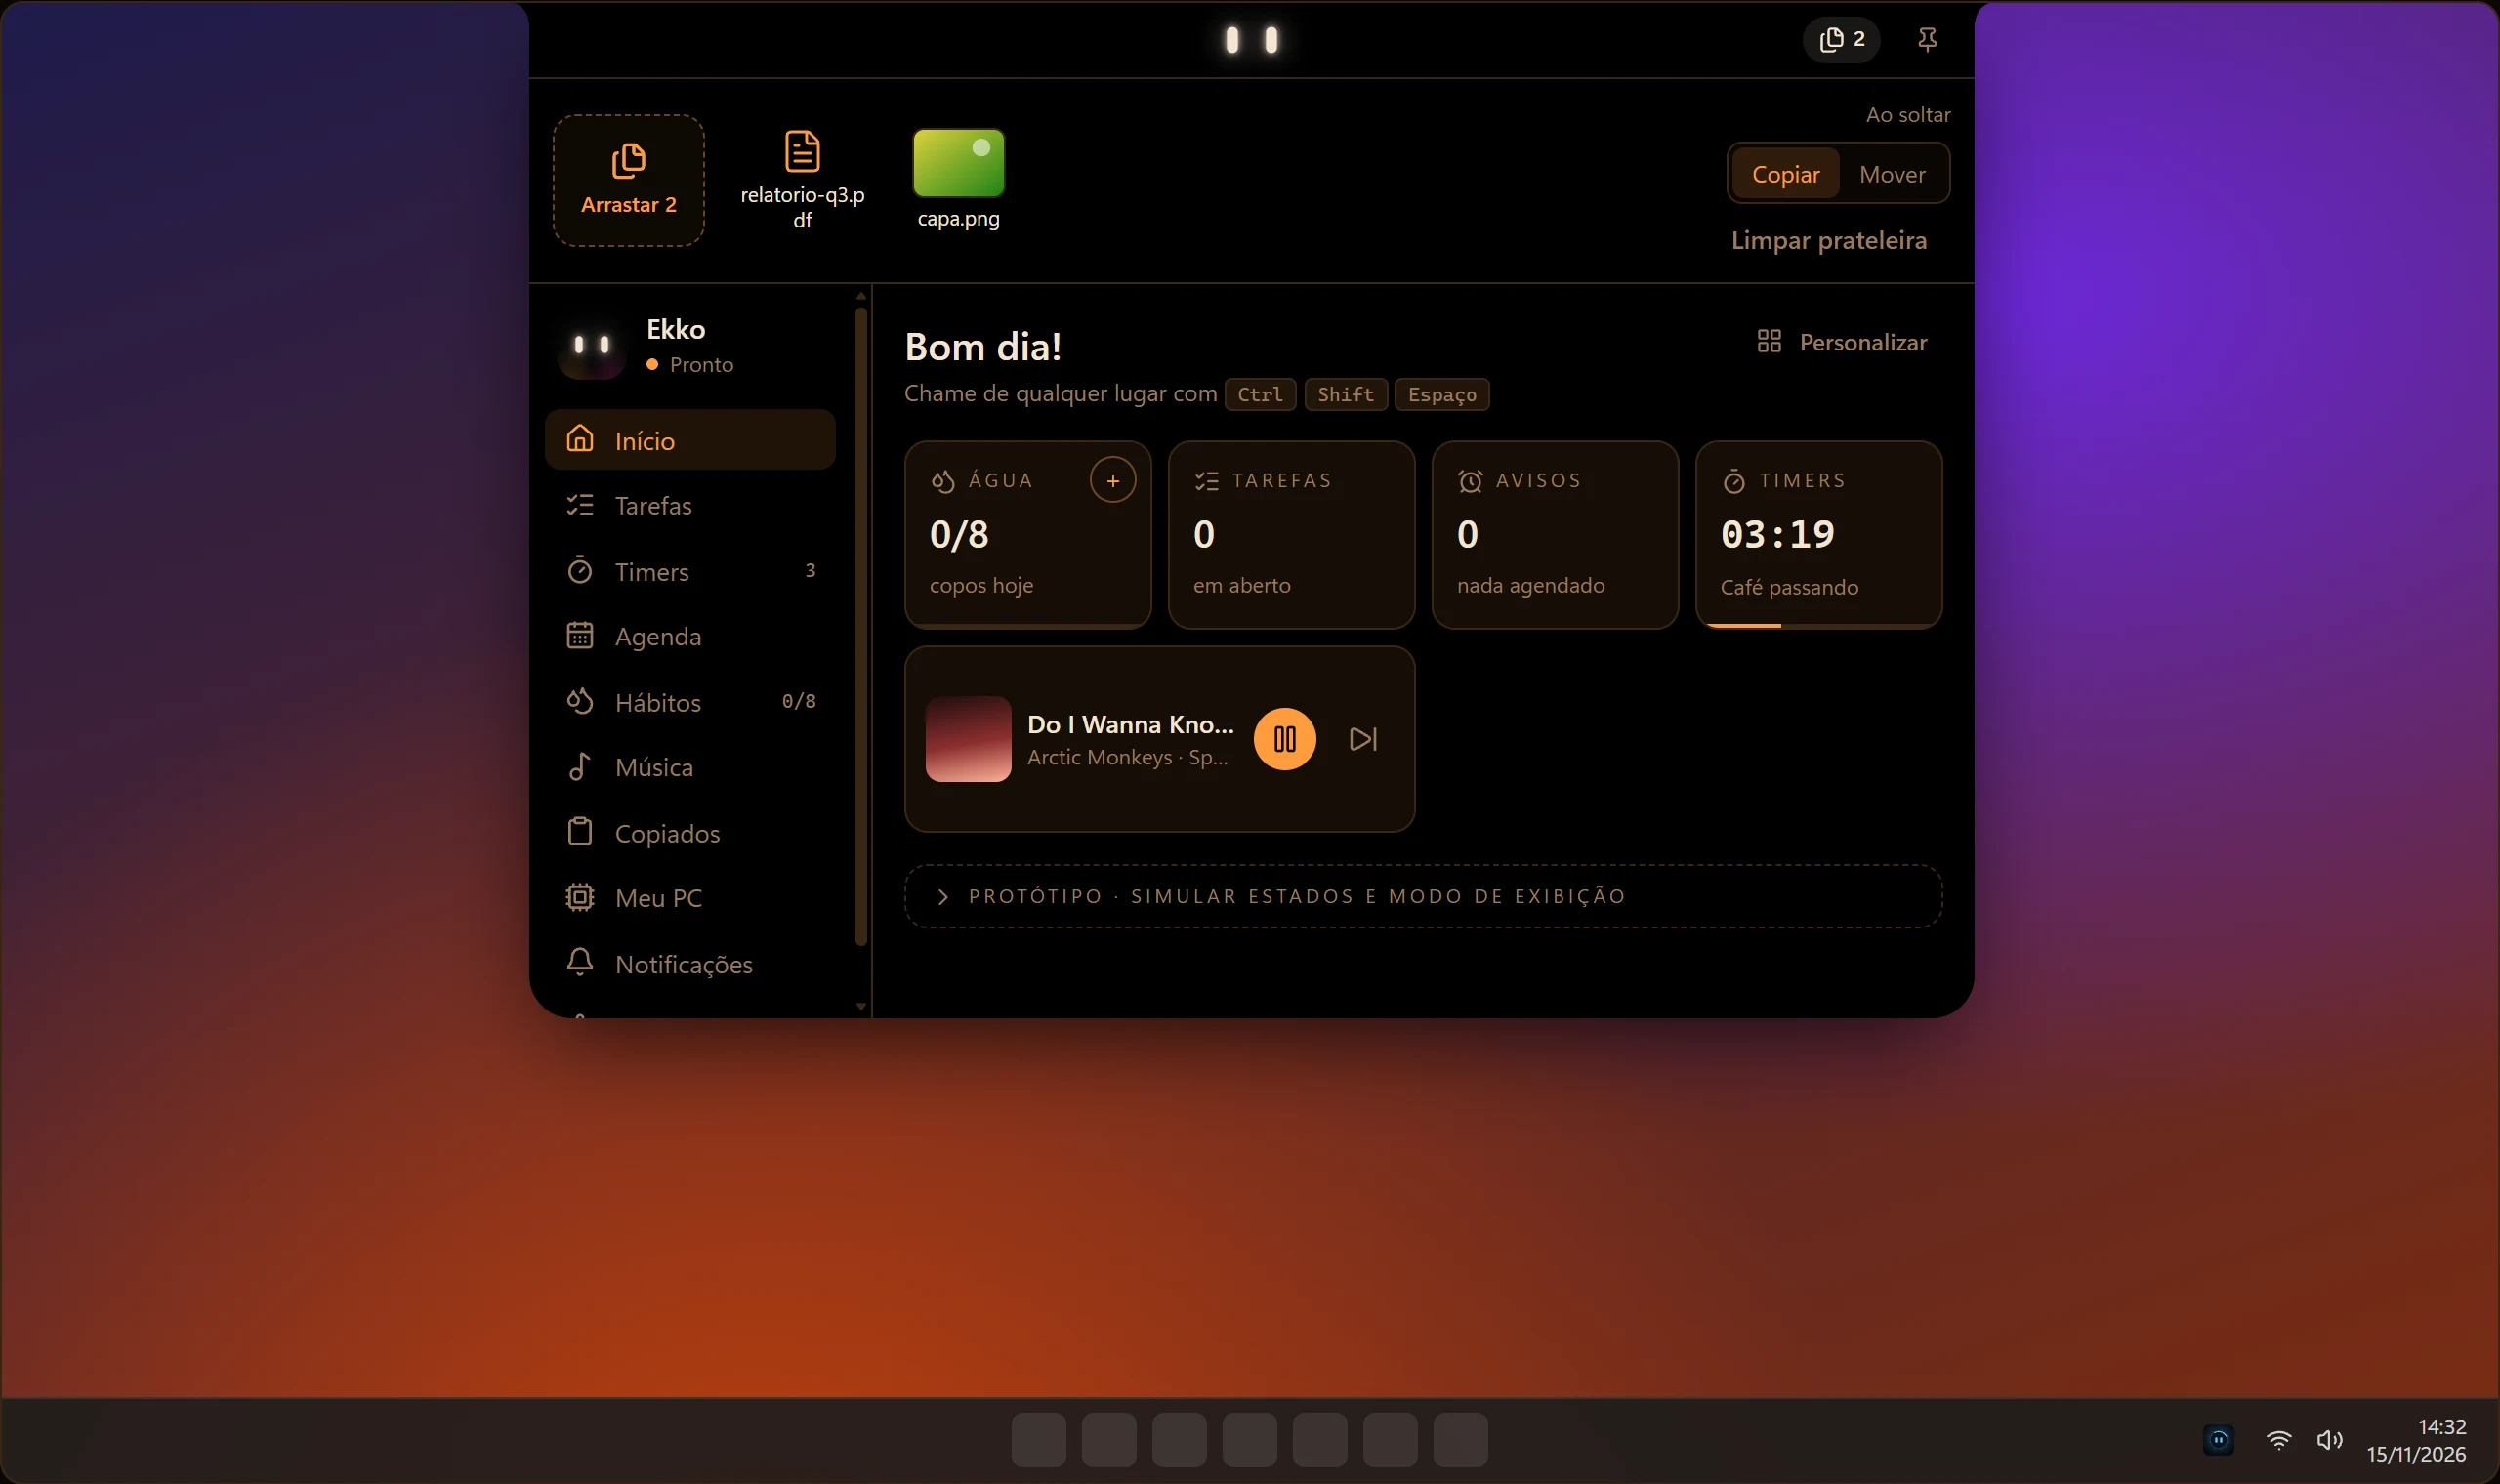 2
Ao soltar
Arrastar 2
relatorio-q3.p
df
capa.png
Copiar Mover
Limpar prateleira
Ekko
Pronto
Início
Tarefas
Timers 3
Agenda
Hábitos 0/8
Música
Copiados
Meu PC
Notificações
Bom dia!
Personalizar
Chame de qualquer lugar com Ctrl Shift Espaço
ÁGUA +
0/8
copos hoje
TAREFAS
0
em aberto
AVISOS
0
nada agendado
TIMERS
03:19
Café passando
Do I Wanna Kno...
Arctic Monkeys · Sp...
PROTÓTIPO · SIMULAR ESTADOS E MODO DE EXIBIÇÃO
14:32
15/11/2026